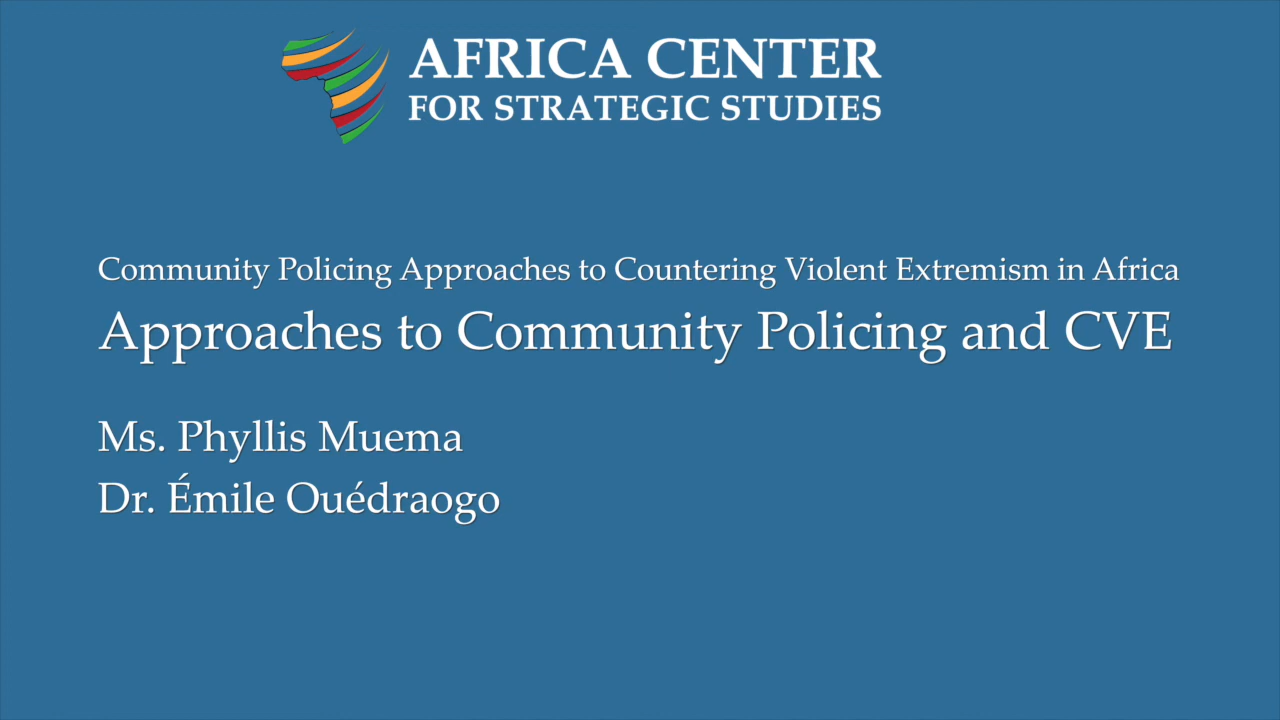 AFRICA CENTER
FOR STRATEGIC STUDIES
Community Policing Approaches to Countering Violent Extremism in Africa
Approaches to Community Policing and CVE
Ms. Phyllis Muema
Dr. Émile Ouédraogo